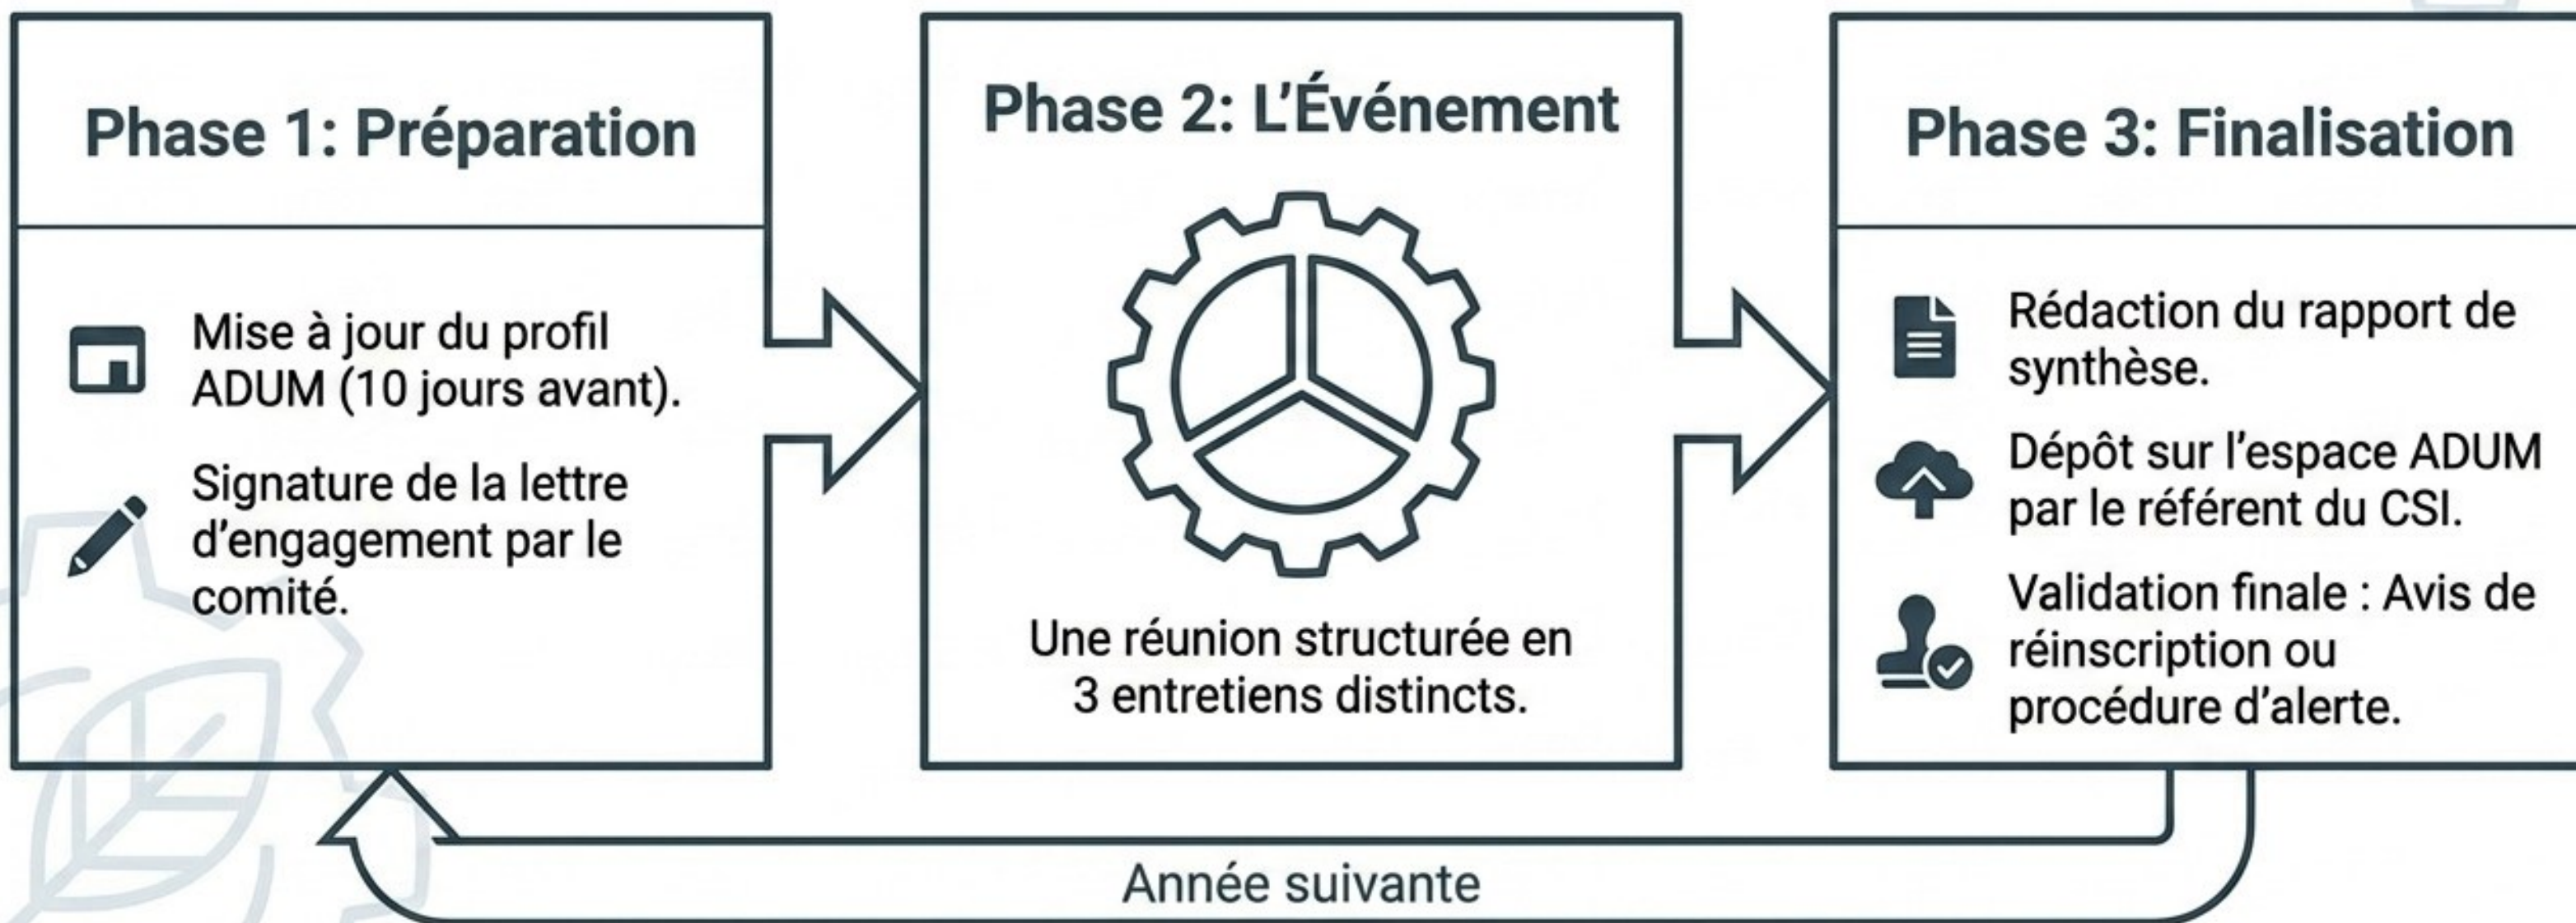 Phase 1: Préparation
Mise à jour du profil
ADUM (10 jours avant).
Signature de la lettre
d'engagement par le
comité.
Phase 2: L'Événement
Une réunion structurée en
3 entretiens distincts.
Phase 3: Finalisation
Rédaction du rapport de
synthèse.
Dépôt sur l'espace ADUM
par le référent du CSI.
Validation finale : Avis de
réinscription ou
procédure d'alerte.
Année suivante